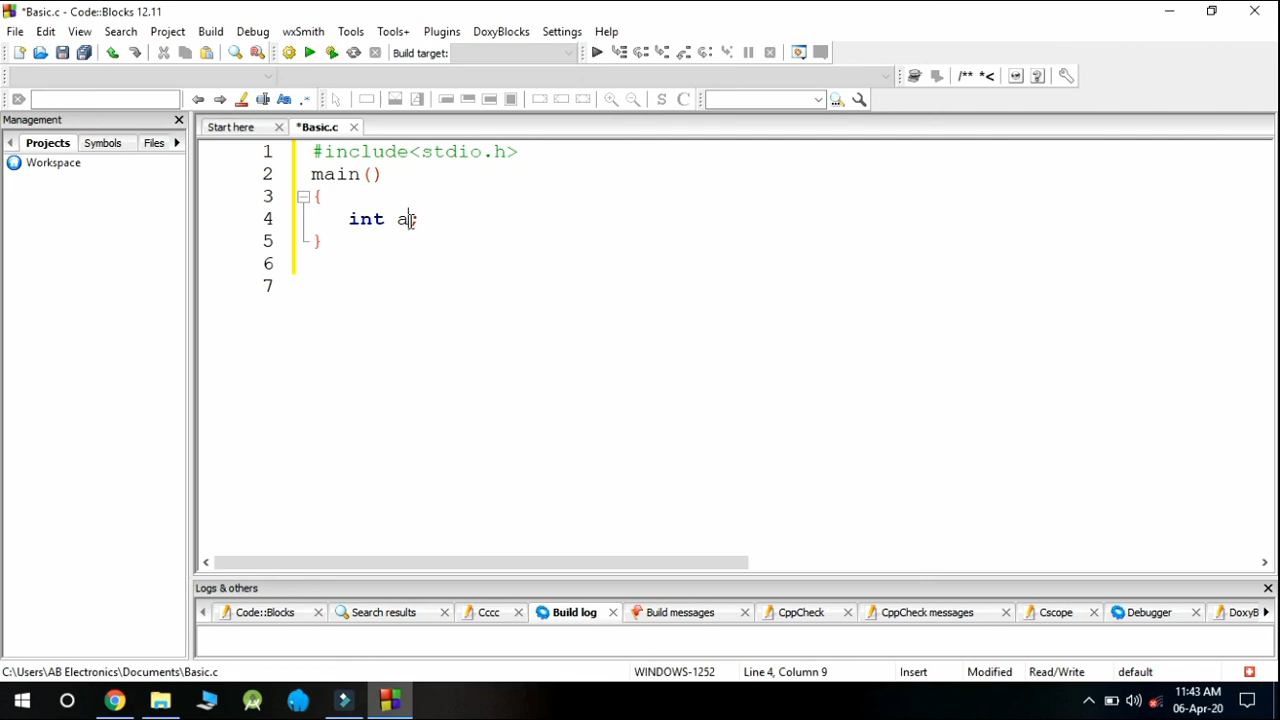 *Basic.c - Code::Blocks 12.11
File Edit View Search Project Build Debug wxSmith Tools Tools+ Plugins DoxyBlocks Settings Help
Build target:
/** *<
S C
Management
Projects Symbols Files
Workspace
Start here *Basic.c
1 #include<stdio.h>
2 main()
3 {
4 int a;
5 }
6
7
Logs & others
Code::Blocks Search results Cccc Build log Build messages CppCheck CppCheck messages Cscope Debugger DoxyB
C:\Users\AB Electronics\Documents\Basic.c WINDOWS-1252 Line 4, Column 9 Insert Modified Read/Write default
11:43 AM
06-Apr-20